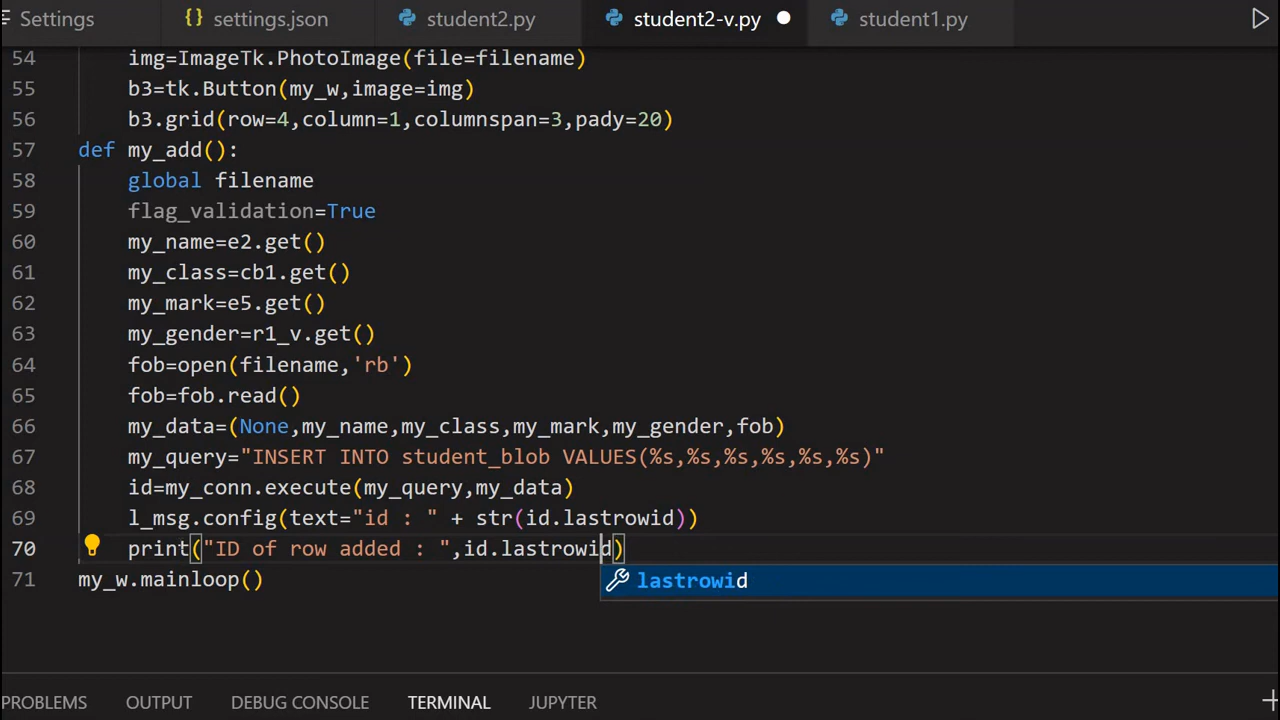 Settings settings.json student2.py student2-v.py student1.py
54 img=ImageTk.PhotoImage(file=filename)
55 b3=tk.Button(my_w,image=img)
56 b3.grid(row=4,column=1,columnspan=3,pady=20)
57 def my_add():
58 global filename
59 flag_validation=True
60 my_name=e2.get()
61 my_class=cb1.get()
62 my_mark=e5.get()
63 my_gender=r1_v.get()
64 fob=open(filename,'rb')
65 fob=fob.read()
66 my_data=(None,my_name,my_class,my_mark,my_gender,fob)
67 my_query="INSERT INTO student_blob VALUES(%s,%s,%s,%s,%s,%s)"
68 id=my_conn.execute(my_query,my_data)
69 l_msg.config(text="id : " + str(id.lastrowid))
70 print("ID of row added : ",id.lastrowid)
lastrowid
71 my_w.mainloop()
PROBLEMS OUTPUT DEBUG CONSOLE TERMINAL JUPYTER